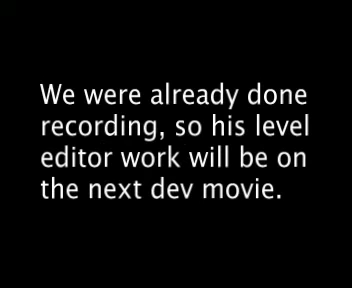 We were already done
recording, so his level
editor work will be on
the next dev movie.